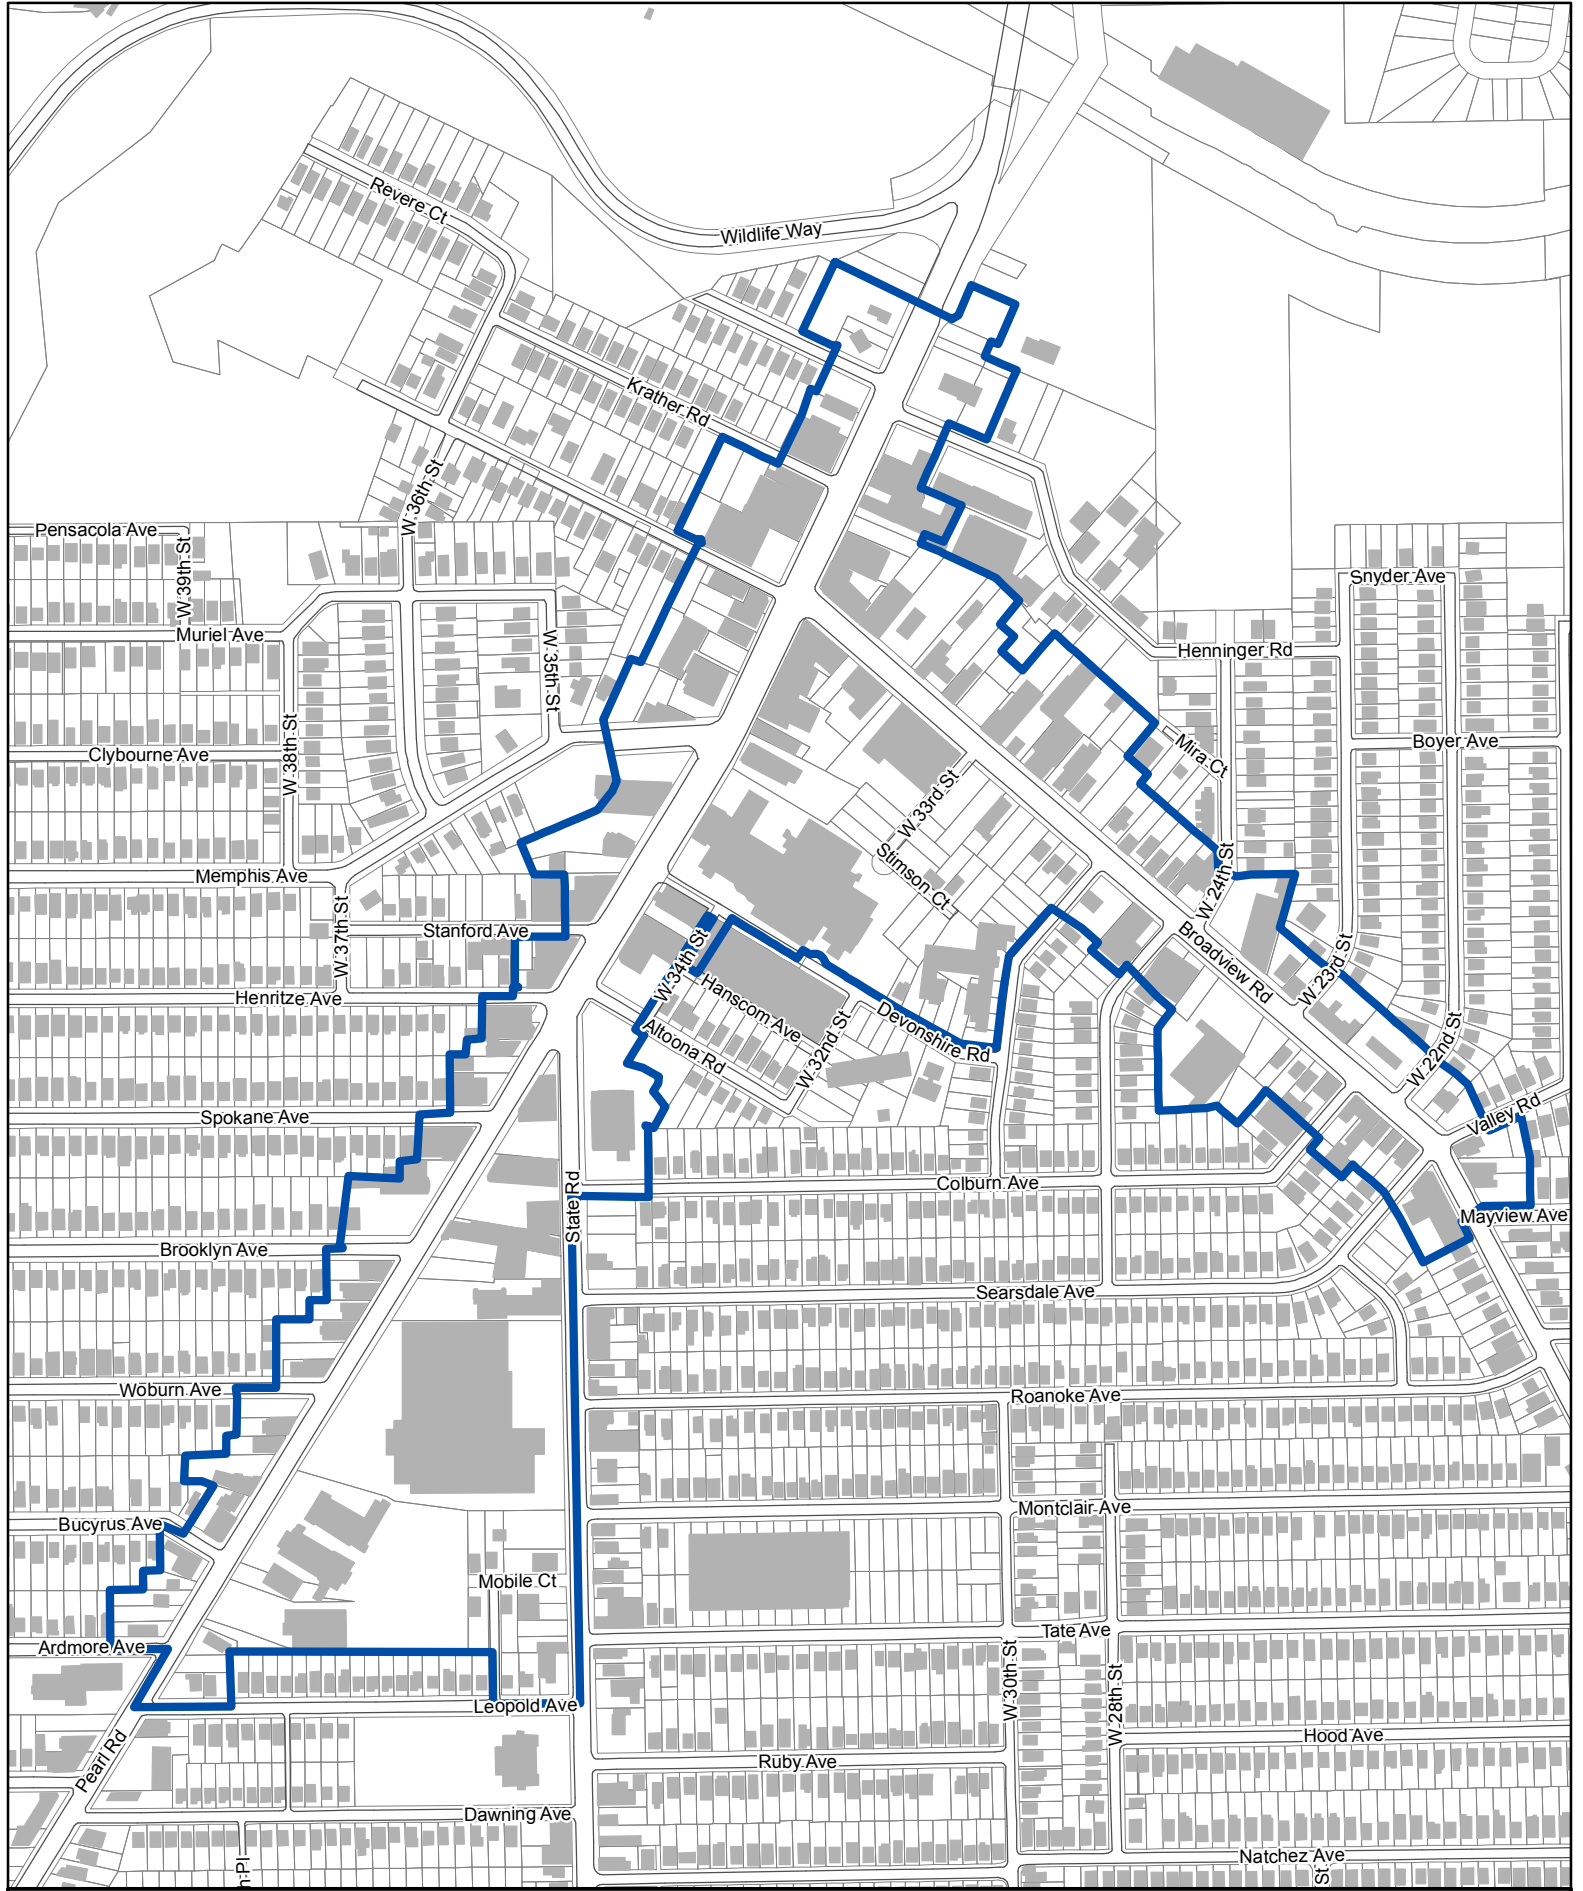 Revere Ct
Wildlife Way
Krather Rd
W 36th St
Pensacola Ave
W 39th St
Snyder Ave
Muriel Ave
W 35th St
Henninger Rd
Clybourne Ave
W 38th St
Boyer Ave
Mira Ct
W 33rd St
Stimson Ct
Memphis Ave
W 24th St
W 37th St
Stanford Ave
Broadview Rd
W 34th St
W 23rd St
Henritze Ave
Hanscom Ave
Devonshire Rd
Altoona Rd
W 32nd St
W 22nd St
Spokane Ave
Valley Rd
State Rd
Colburn Ave
Mayview Ave
Brooklyn Ave
Searsdale Ave
Woburn Ave
Roanoke Ave
Bucyrus Ave
Montclair Ave
Mobile Ct
Ardmore Ave
Tate Ave
W 30th St
W 28th St
Leopold Ave
Pearl Rd
Hood Ave
Ruby Ave
Dawning Ave
Natchez Ave
h Pl
St